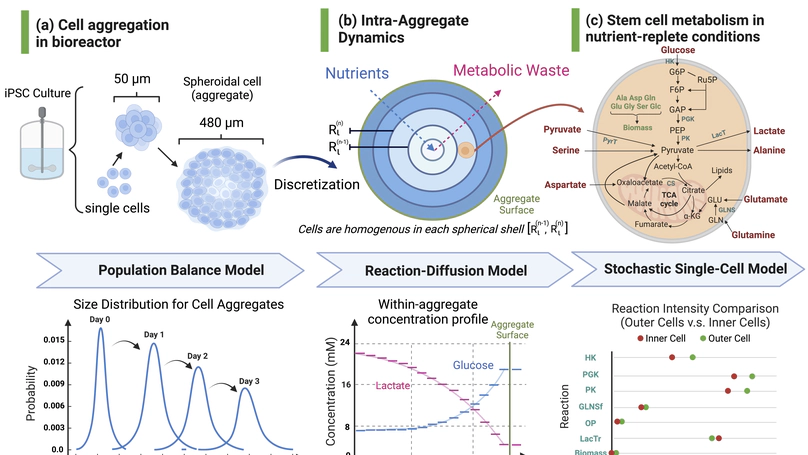 (a) Cell aggregation
in bioreactor
iPSC Culture
50 µm
Spheroidal cell
(aggregate)
480 µm
single cells
Discretization
(b) Intra-Aggregate
Dynamics
Nutrients
Metabolic Waste
R_t^(n)
R_t^(n-1)
Aggregate
Surface
Cells are homogenous in each spherical shell [R_t^(n-1), R_t^(n)]
(c) Stem cell metabolism in
nutrient-replete conditions
Glucose
HK
G6P
Ru5P
F6P
Ala Asp Gln
Glu Gly Ser Glc
GAP
PGK
Biomass
PEP
PK
LacT
Pyruvate
Lactate
PyrT
Pyruvate
Serine
Alanine
Acetyl-CoA
Lipids
Aspartate
Oxaloacetate
CS
Citrate
TCA
cycle
GLU
Glutamate
Malate
GLNS
α-KG
GLN
Fumarate
Glutamine
Population Balance Model
Reaction-Diffusion Model
Stochastic Single-Cell Model
Size Distribution for Cell Aggregates
Day 0
Day 1
Day 2
Day 3
Probability
0.015
0.012
0.009
0.006
0.003
0.0
Within-aggregate
concentration profile
Aggregate
Surface
Concentration (mM)
24
16
8
Glucose
Lactate
Reaction Intensity Comparison
(Outer Cells v.s. Inner Cells)
Inner Cell
Outer Cell
Reaction
HK
PGK
PK
GLNSf
OP
LacTr
Biomass